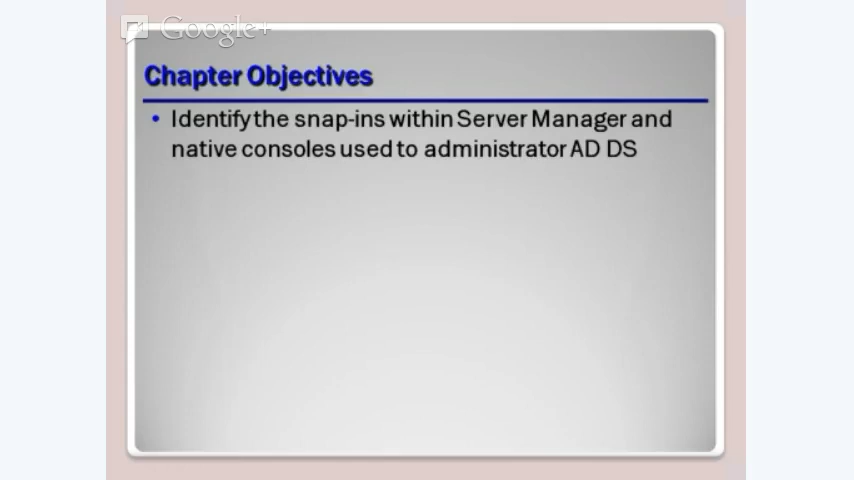 Google+
Chapter Objectives
• Identify the snap-ins within Server Manager and
native consoles used to administrator AD DS